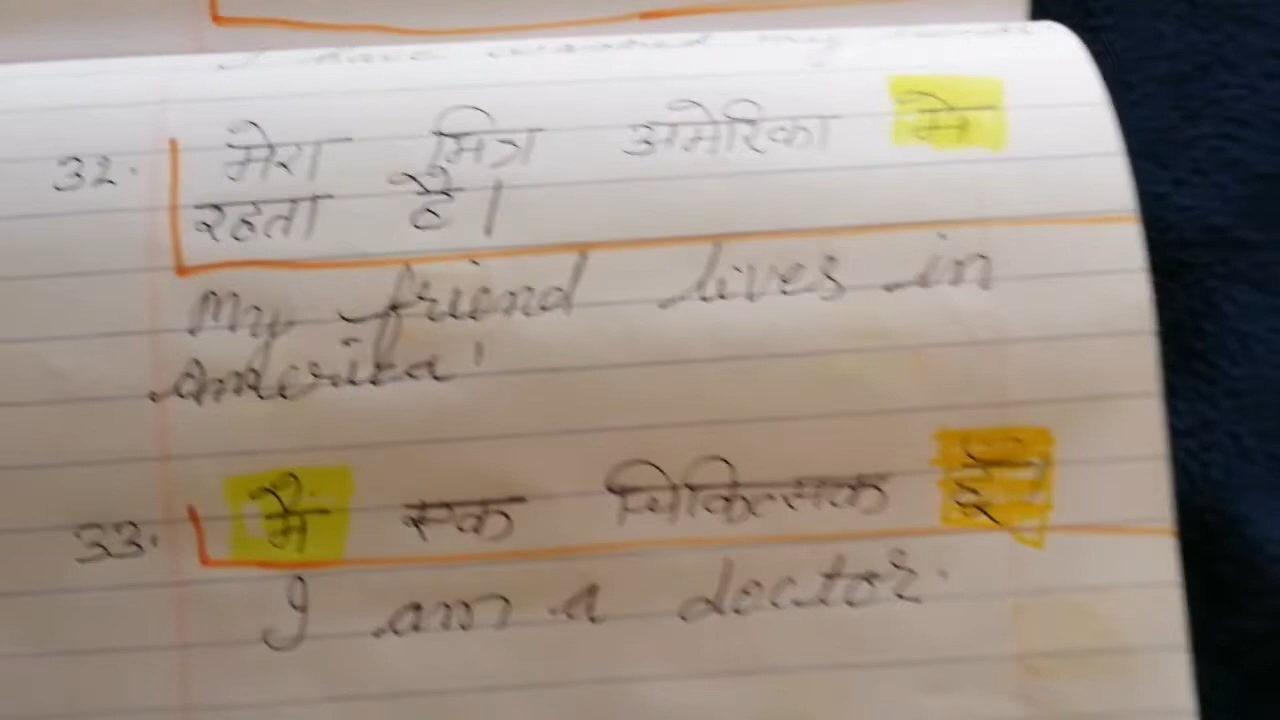 32. मेरा मित्र अमेरिका मे
रहता है।
My friend lives in
America'
33. मैं एक चिकित्सक
I am a doctor.